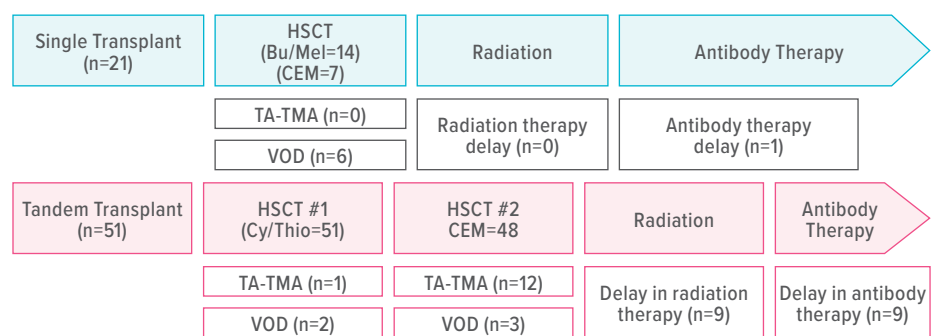 Single Transplant
(n=21)
HSCT
(Bu/Mel=14)
(CEM=7)
Radiation
Antibody Therapy
TA-TMA (n=0)
VOD (n=6)
Radiation therapy
delay (n=0)
Antibody therapy
delay (n=1)
Tandem Transplant
(n=51)
HSCT #1
(Cy/Thio=51)
HSCT #2
CEM=48
Radiation
Antibody
Therapy
TA-TMA (n=1)
VOD (n=2)
TA-TMA (n=12)
VOD (n=3)
Delay in radiation
therapy (n=9)
Delay in antibody
therapy (n=9)